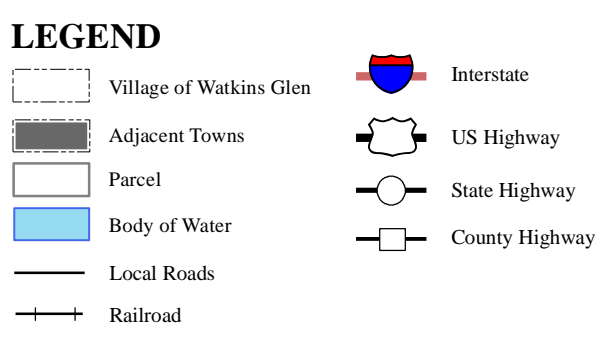 LEGEND
Village of Watkins Glen
Adjacent Towns
Parcel
Body of Water
Local Roads
Railroad
Interstate
US Highway
State Highway
County Highway